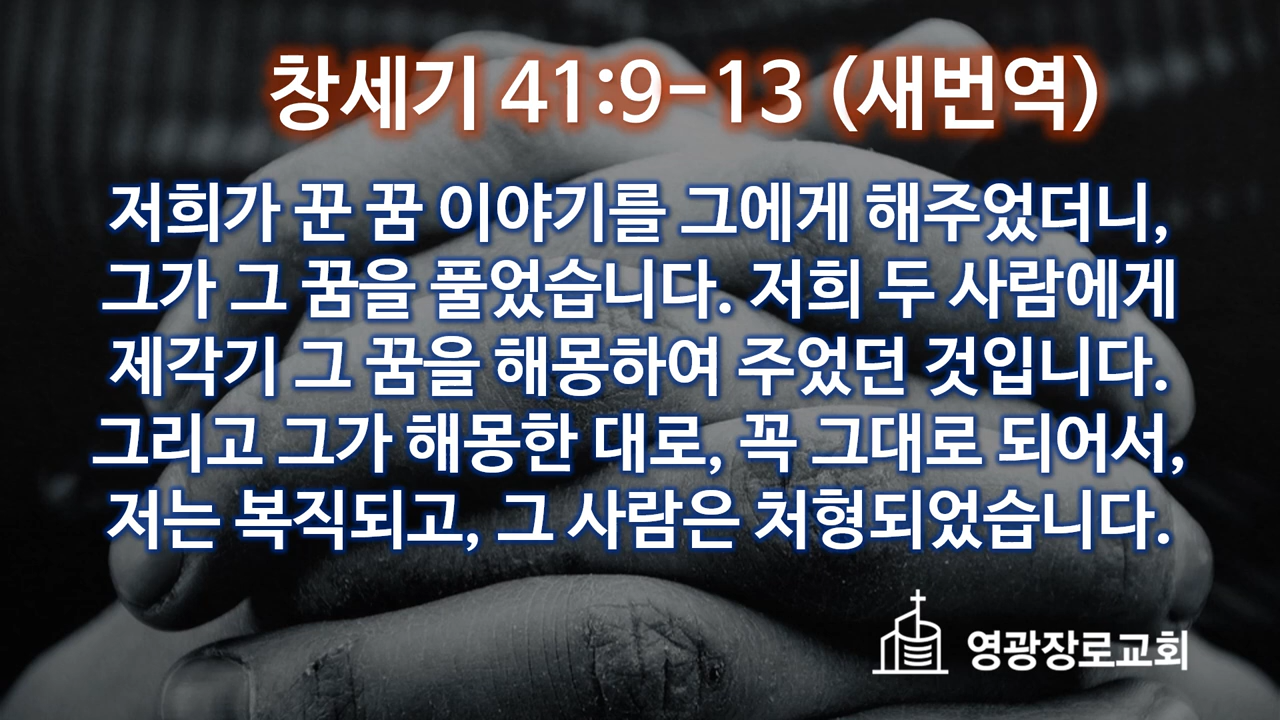 창세기 41:9-13 (새번역)
저희가 꾼 꿈 이야기를 그에게 해주었더니,
그가 그 꿈을 풀었습니다. 저희 두 사람에게
제각기 그 꿈을 해몽하여 주었던 것입니다.
그리고 그가 해몽한 대로, 꼭 그대로 되어서,
저는 복직되고, 그 사람은 처형되었습니다.
영광장로교회